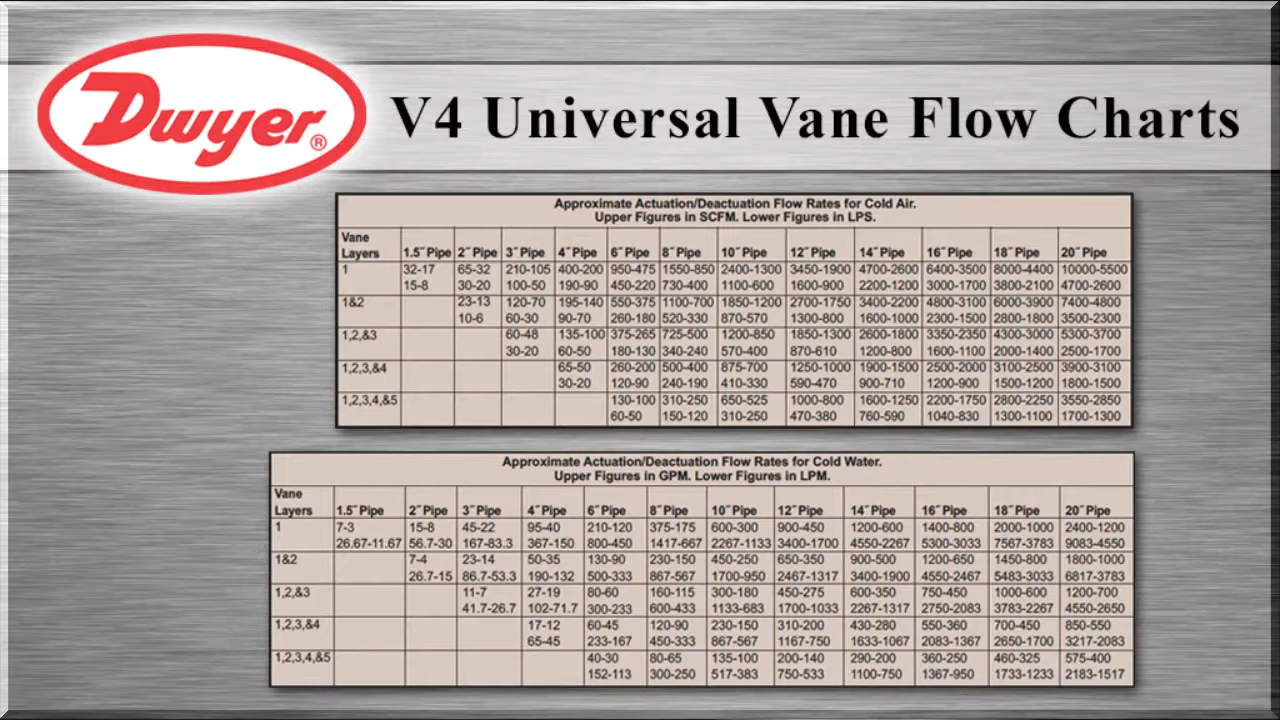 Dwyer®
V4 Universal Vane Flow Charts
Approximate Actuation/Deactuation Flow Rates for Cold Air.
Upper Figures in SCFM. Lower Figures in LPS.
Vane
Layers 1.5˝ Pipe 2˝ Pipe 3˝ Pipe 4˝ Pipe 6˝ Pipe 8˝ Pipe 10˝ Pipe 12˝ Pipe 14˝ Pipe 16˝ Pipe 18˝ Pipe 20˝ Pipe
1 32-17 65-32 210-105 400-200 950-475 1550-850 2400-1300 3450-1900 4700-2600 6400-3500 8000-4400 10000-5500
15-8 30-20 100-50 190-90 450-220 730-400 1100-600 1600-900 2200-1200 3000-1700 3800-2100 4700-2600
1&2 23-13 120-70 195-140 550-375 1100-700 1850-1200 2700-1750 3400-2200 4800-3100 6000-3900 7400-4800
10-6 60-30 90-70 260-180 520-330 870-570 1300-800 1600-1000 2300-1500 2800-1800 3500-2300
1,2,&3 60-48 135-100 375-265 725-500 1200-850 1850-1300 2600-1800 3350-2350 4300-3000 5300-3700
30-20 60-50 180-130 340-240 570-400 870-610 1200-800 1600-1100 2000-1400 2500-1700
1,2,3,&4 65-50 260-200 500-400 875-700 1250-1000 1900-1500 2500-2000 3100-2500 3900-3100
30-20 120-90 240-190 410-330 590-470 900-710 1200-900 1500-1200 1800-1500
1,2,3,4,&5 130-100 310-250 650-525 1000-800 1600-1250 2200-1750 2800-2250 3550-2850
60-50 150-120 310-250 470-380 760-590 1040-830 1300-1100 1700-1300
Approximate Actuation/Deactuation Flow Rates for Cold Water.
Upper Figures in GPM. Lower Figures in LPM.
Vane
Layers 1.5˝ Pipe 2˝ Pipe 3˝ Pipe 4˝ Pipe 6˝ Pipe 8˝ Pipe 10˝ Pipe 12˝ Pipe 14˝ Pipe 16˝ Pipe 18˝ Pipe 20˝ Pipe
1 7-3 15-8 45-22 95-40 210-120 375-175 600-300 900-450 1200-600 1400-800 2000-1000 2400-1200
26.67-11.67 56.7-30 167-83.3 367-150 800-450 1417-667 2267-1133 3400-1700 4550-2267 5300-3033 7567-3783 9083-4550
1&2 7-4 23-14 50-35 130-90 230-150 450-250 650-350 900-500 1200-650 1450-800 1800-1000
26.7-15 86.7-53.3 190-132 500-333 867-567 1700-950 2467-1317 3400-1900 4550-2467 5483-3033 6817-3783
1,2,&3 11-7 27-19 80-60 160-115 300-180 450-275 600-350 750-450 1000-600 1200-700
41.7-26.7 102-71.7 300-233 600-433 1133-683 1700-1033 2267-1317 2750-2083 3783-2267 4550-2650
1,2,3,&4 17-12 60-45 120-90 230-150 310-200 430-280 550-360 700-450 850-550
65-45 233-167 450-333 867-567 1167-750 1633-1067 2083-1367 2650-1700 3217-2083
1,2,3,4,&5 40-30 80-65 135-100 200-140 290-200 360-250 460-325 575-400
152-113 300-250 517-383 750-533 1100-750 1367-950 1733-1233 2183-1517